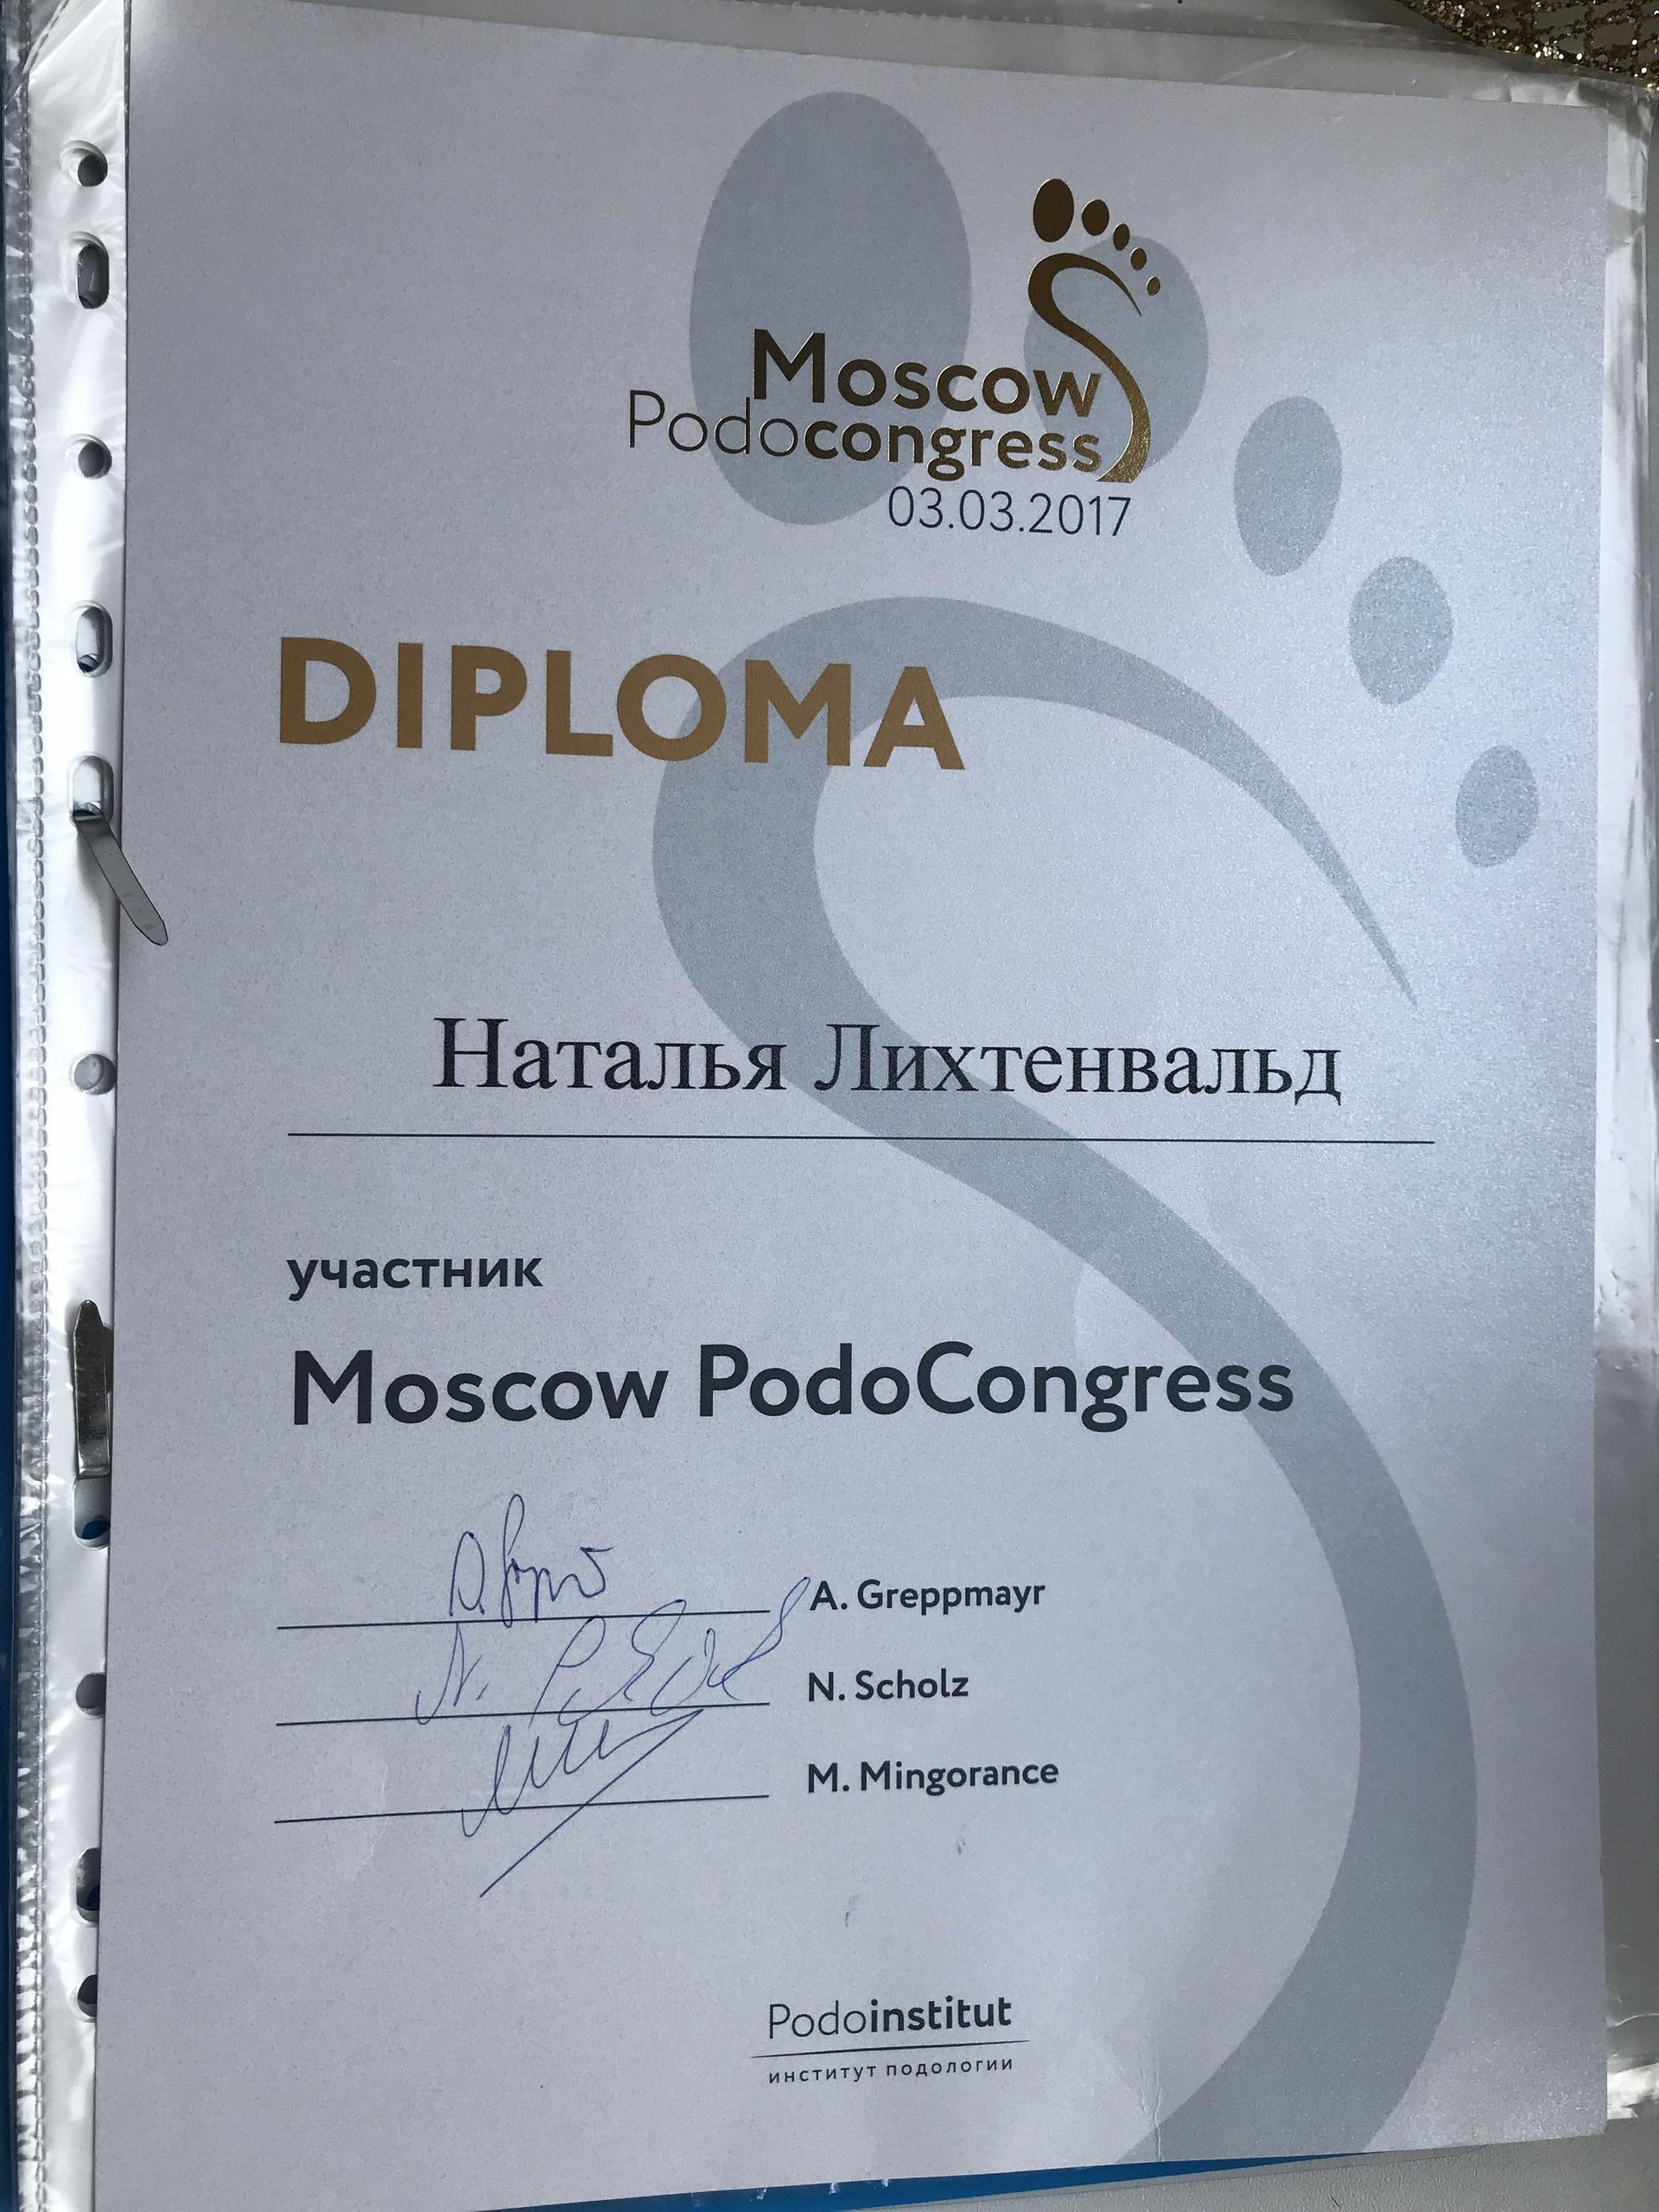 Moscow
Podocongress
03.03.2017
DIPLOMA
Наталья Лихтенвальд
участник
Moscow PodoCongress
A. Greppmayr
N. Scholz
M. Mingorance
Podoinstitut
институт подологии